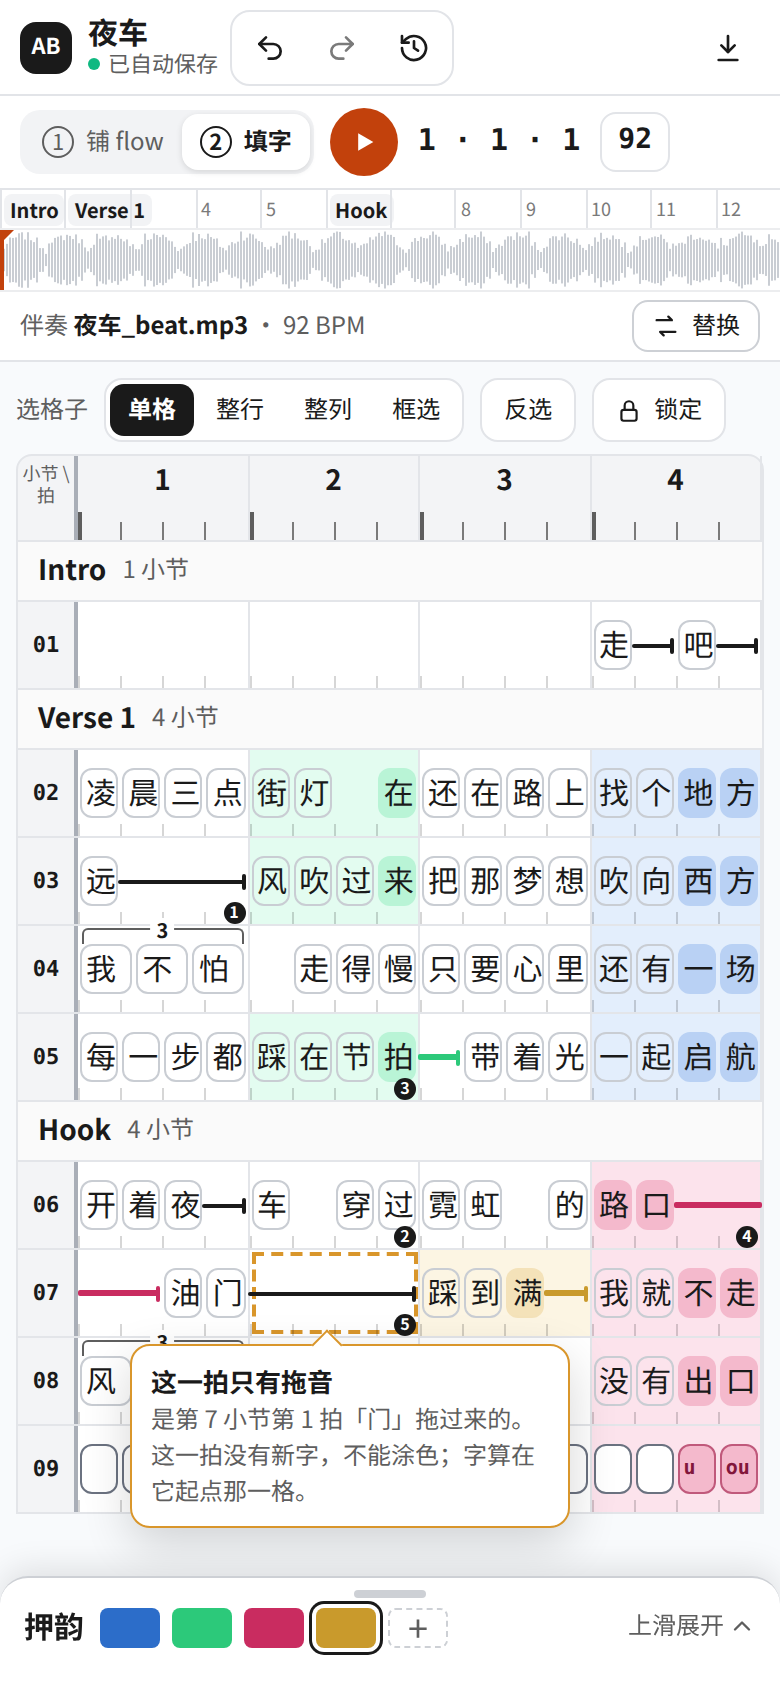 AB
夜车
已自动保存
1 铺 flow
2 填字
1 · 1 · 1
92
Intro Verse 1 4 5 Hook 8 9 10 11 12
伴奏 夜车_beat.mp3 · 92 BPM
替换
选格子 单格 整行 整列 框选 反选 锁定
小节 \
拍
1 2 3 4
Intro 1 小节
01 走 吧
Verse 1 4 小节
02 凌 晨 三 点 街 灯 在 还 在 路 上 找 个 地 方
03 远 风 吹 过 来 把 那 梦 想 吹 向 西 方
1
3
04 我 不 怕 走 得 慢 只 要 心 里 还 有 一 场
05 每 一 步 都 踩 在 节 拍 带 着 光 一 起 启 航
3
Hook 4 小节
06 开 着 夜 车 穿 过 霓 虹 的 路 口
2 4
07 油 门 踩 到 满 我 就 不 走
5
3
08 风 没 有 出 口
09 u ou
这一拍只有拖音
是第 7 小节第 1 拍「门」拖过来的。
这一拍没有新字，不能涂色；字算在
它起点那一格。
押韵 + 上滑展开